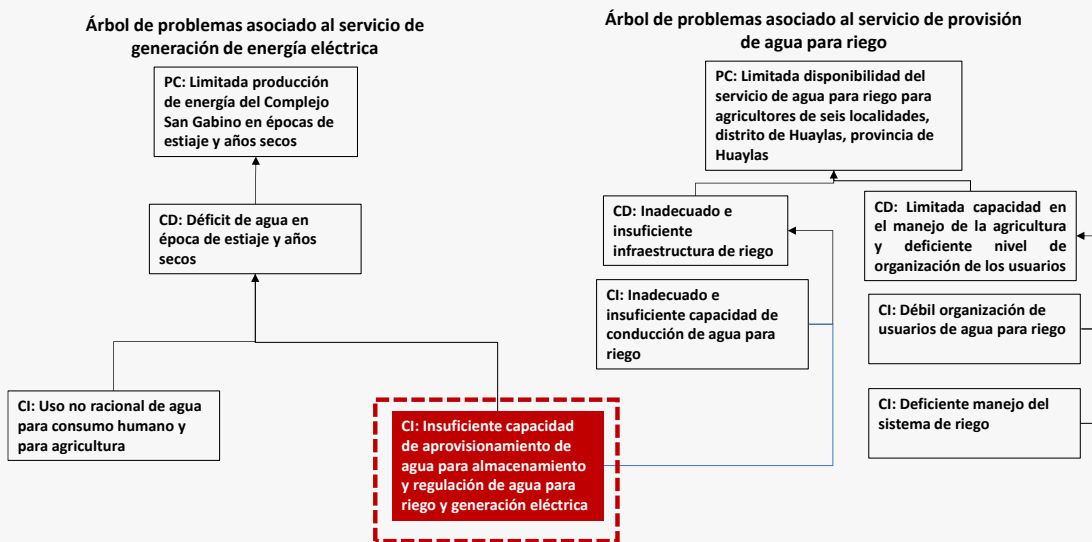 Árbol de problemas asociado al servicio de
generación de energía eléctrica
PC: Limitada producción
de energía del Complejo
San Gabino en épocas de
estiaje y años secos
CD: Déficit de agua en
época de estiaje y años
secos
CI: Uso no racional de agua
para consumo humano y
para agricultura
CI: Insuficiente capacidad
de aprovisionamiento de
agua para almacenamiento
y regulación de agua para
riego y generación eléctrica
Árbol de problemas asociado al servicio de provisión
de agua para riego
PC: Limitada disponibilidad del
servicio de agua para riego para
agricultores de seis localidades,
distrito de Huaylas, provincia de
Huaylas
CD: Inadecuado e
insuficiente
infraestructura de riego
CD: Limitada capacidad en
el manejo de la agricultura
y deficiente nivel de
organización de los usuarios
CI: Inadecuado e
insuficiente capacidad de
conducción de agua para
riego
CI: Débil organización de
usuarios de agua para riego
CI: Deficiente manejo del
sistema de riego